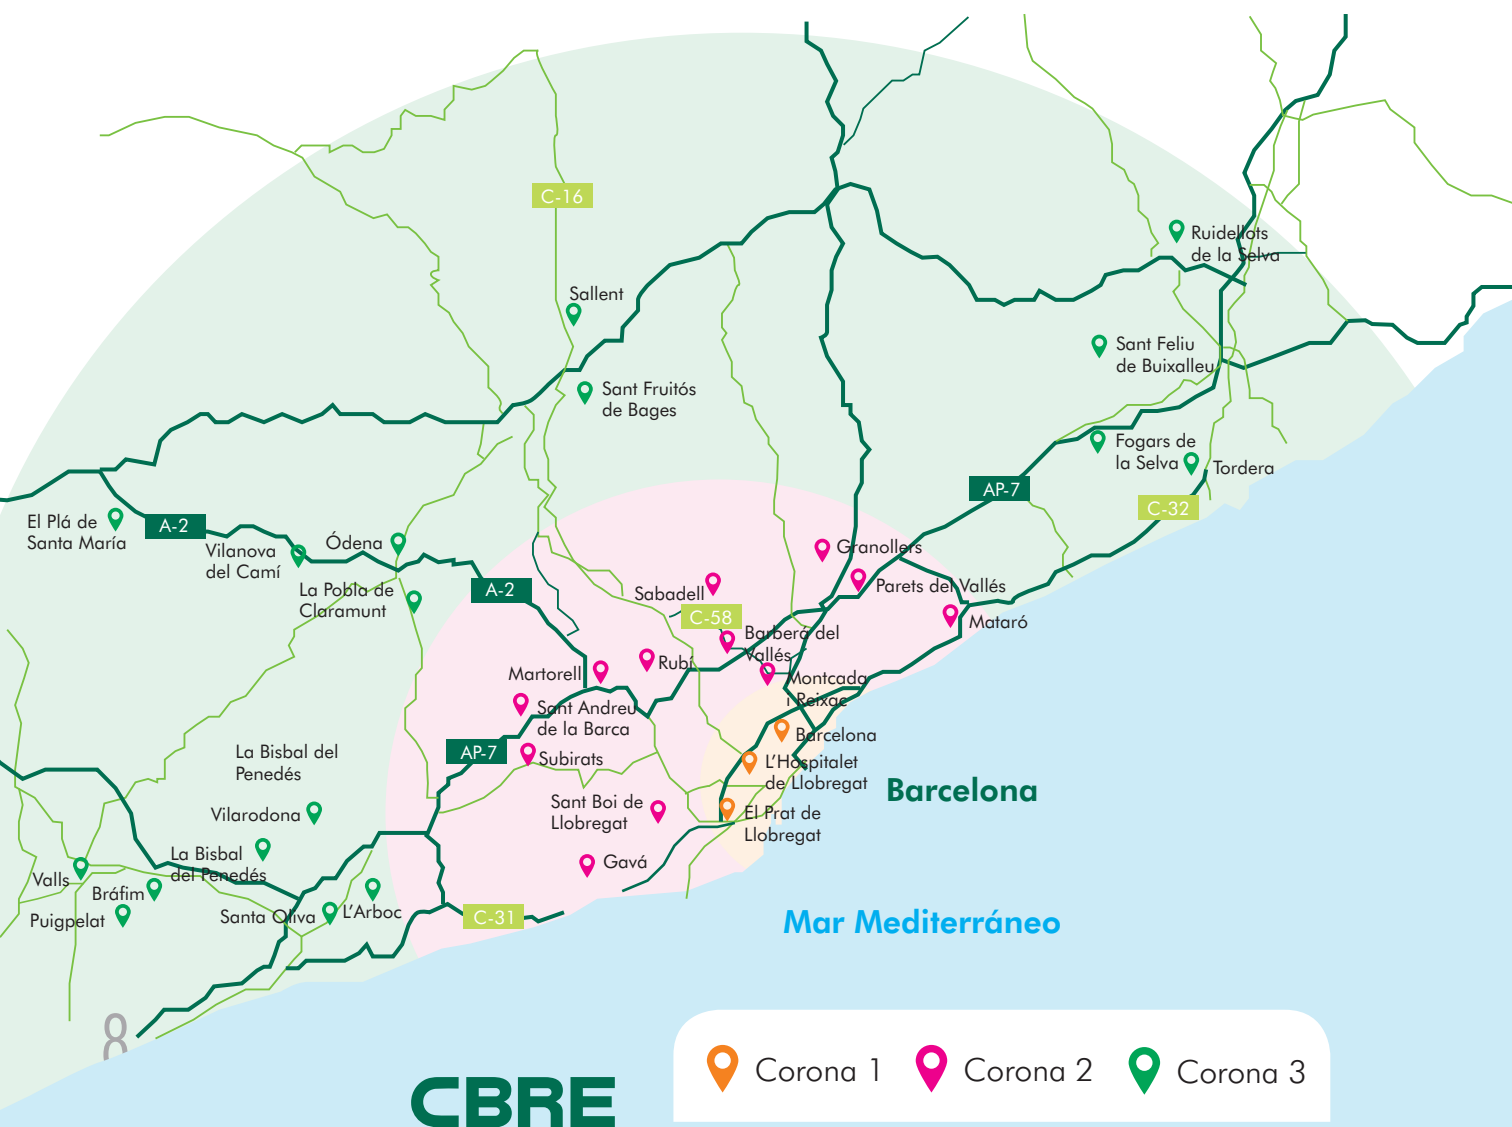 C-16
Ruidellots
de la Selva
Sallent
Sant Feliu
de Buixalleu
Sant Fruitós
de Bages
Fogars de
la Selva
Tordera
AP-7
C-32
El Plá de
Santa María
A-2
Vilanova
del Camí
Ódena
La Pobla de
Claramunt
A-2
Granollers
Parets del Vallés
Sabadell
C-58
Mataró
Barberá del
Vallés
Rubí
Martorell
Montcada
i Reixac
Sant Andreu
de la Barca
Barcelona
AP-7
Subirats
L'Hospitalet
de Llobregat
La Bisbal del
Penedés
Barcelona
Vilarodona
Sant Boi de
Llobregat
El Prat de
Llobregat
La Bisbal
del Penedés
Gavá
Valls
Bráfim
Puigpelat
Santa Oliva
L'Arboc
C-31
Mar Mediterráneo
8
Corona 1
Corona 2
Corona 3
CBRE